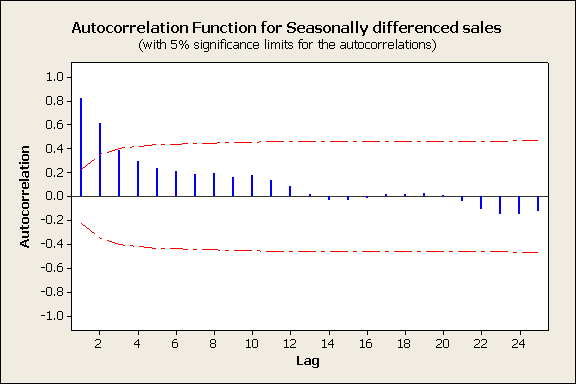 Autocorrelation Function for Seasonally differenced sales
(with 5% significance limits for the autocorrelations)
1.0
0.8
0.6
0.4
0.2
0.0
-0.2
-0.4
-0.6
-0.8
-1.0
Autocorrelation
2 4 6 8 10 12 14 16 18 20 22 24
Lag